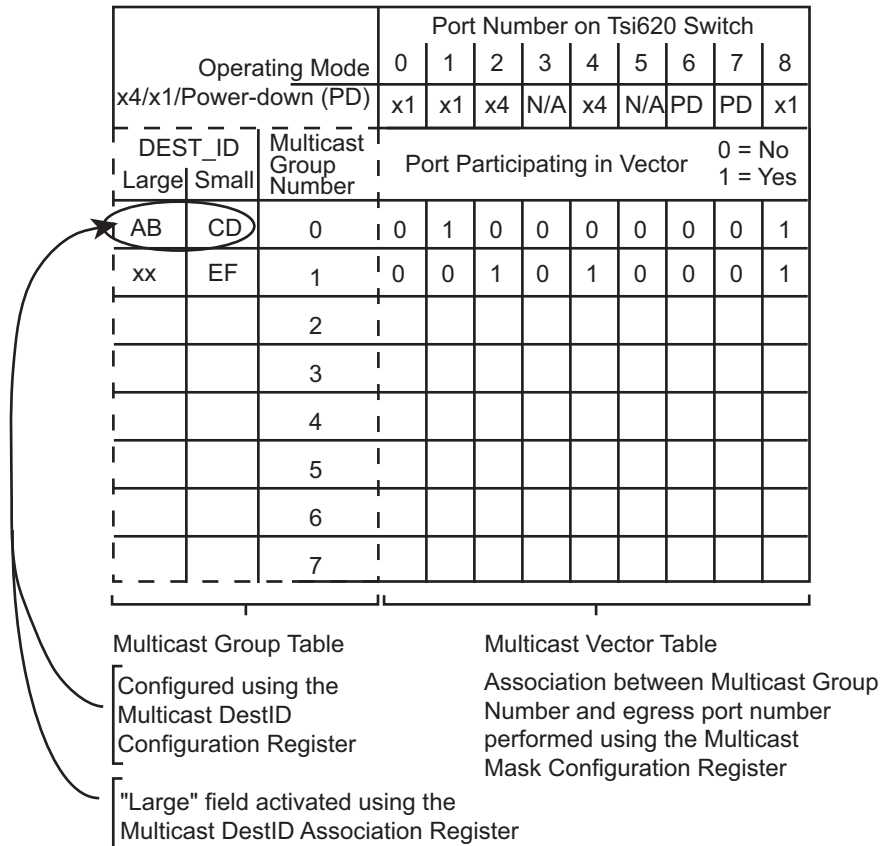 Port Number on Tsi620 Switch
Operating Mode 0 1 2 3 4 5 6 7 8
x4/x1/Power-down (PD) x1 x1 x4 N/A x4 N/A PD PD x1
DEST_ID
Large Small
Multicast
Group
Number
Port Participating in Vector
0 = No
1 = Yes
AB CD 0 0 1 0 0 0 0 0 0 1
xx EF 1 0 0 1 0 1 0 0 0 1
2
3
4
5
6
7
Multicast Group Table
Configured using the
Multicast DestID
Configuration Register
"Large" field activated using the
Multicast DestID Association Register
Multicast Vector Table
Association between Multicast Group
Number and egress port number
performed using the Multicast
Mask Configuration Register